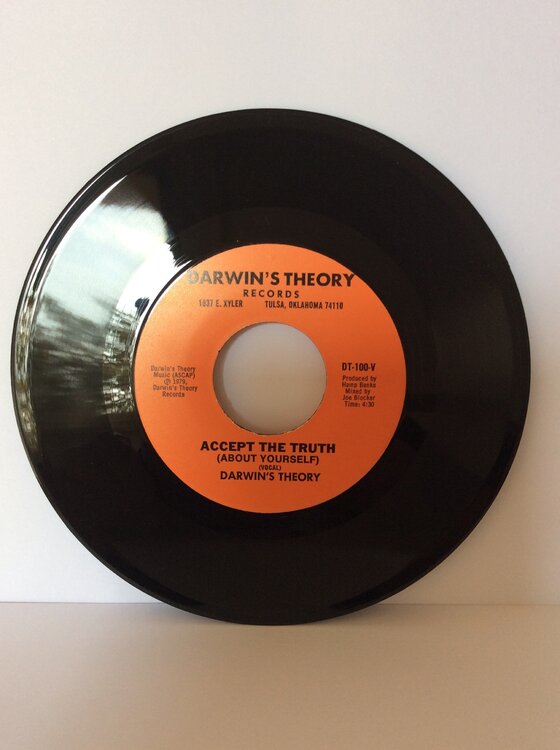 DARWIN'S THEORY
RECORDS
1037 E. XYLER TULSA, OKLAHOMA 74110
Darwin's Theory
Music (ASCAP)
Ⓟ 1979,
Darwin's Theory
Records
DT-100-V
Produced by
Homp Banks
Mixed by
Joe Blocker
Time: 4:30
ACCEPT THE TRUTH
(ABOUT YOURSELF)
(VOCAL)
DARWIN'S THEORY